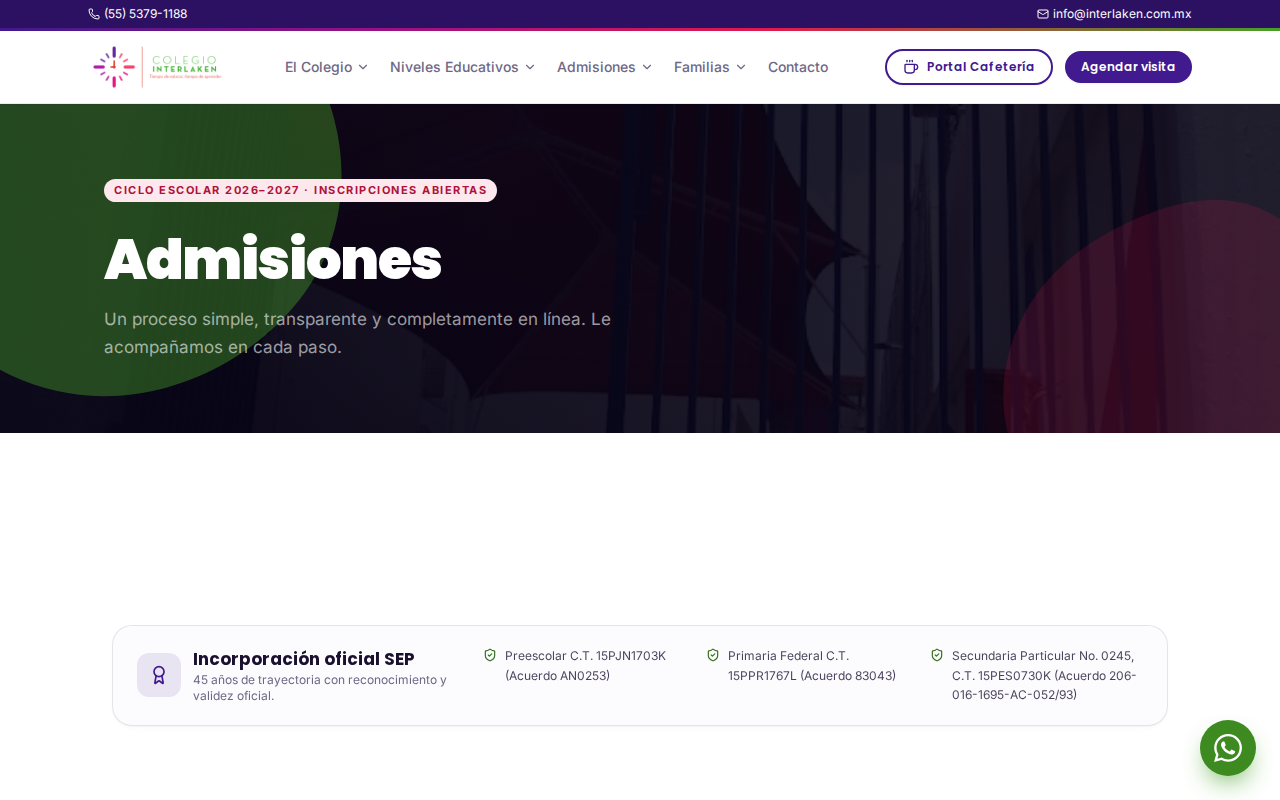 (55) 5379-1188
info@interlaken.com.mx
COLEGIO
INTERLAKEN
El Colegio
Niveles Educativos
Admisiones
Familias
Contacto
Portal Cafetería
Agendar visita
CICLO ESCOLAR 2026–2027 · INSCRIPCIONES ABIERTAS
Admisiones
Un proceso simple, transparente y completamente en línea. Le
acompañamos en cada paso.
Incorporación oficial SEP
45 años de trayectoria con reconocimiento y
validez oficial.
Preescolar C.T. 15PJN1703K
(Acuerdo AN0253)
Primaria Federal C.T.
15PPR1767L (Acuerdo 83043)
Secundaria Particular No. 0245,
C.T. 15PES0730K (Acuerdo 206-
016-1695-AC-052/93)